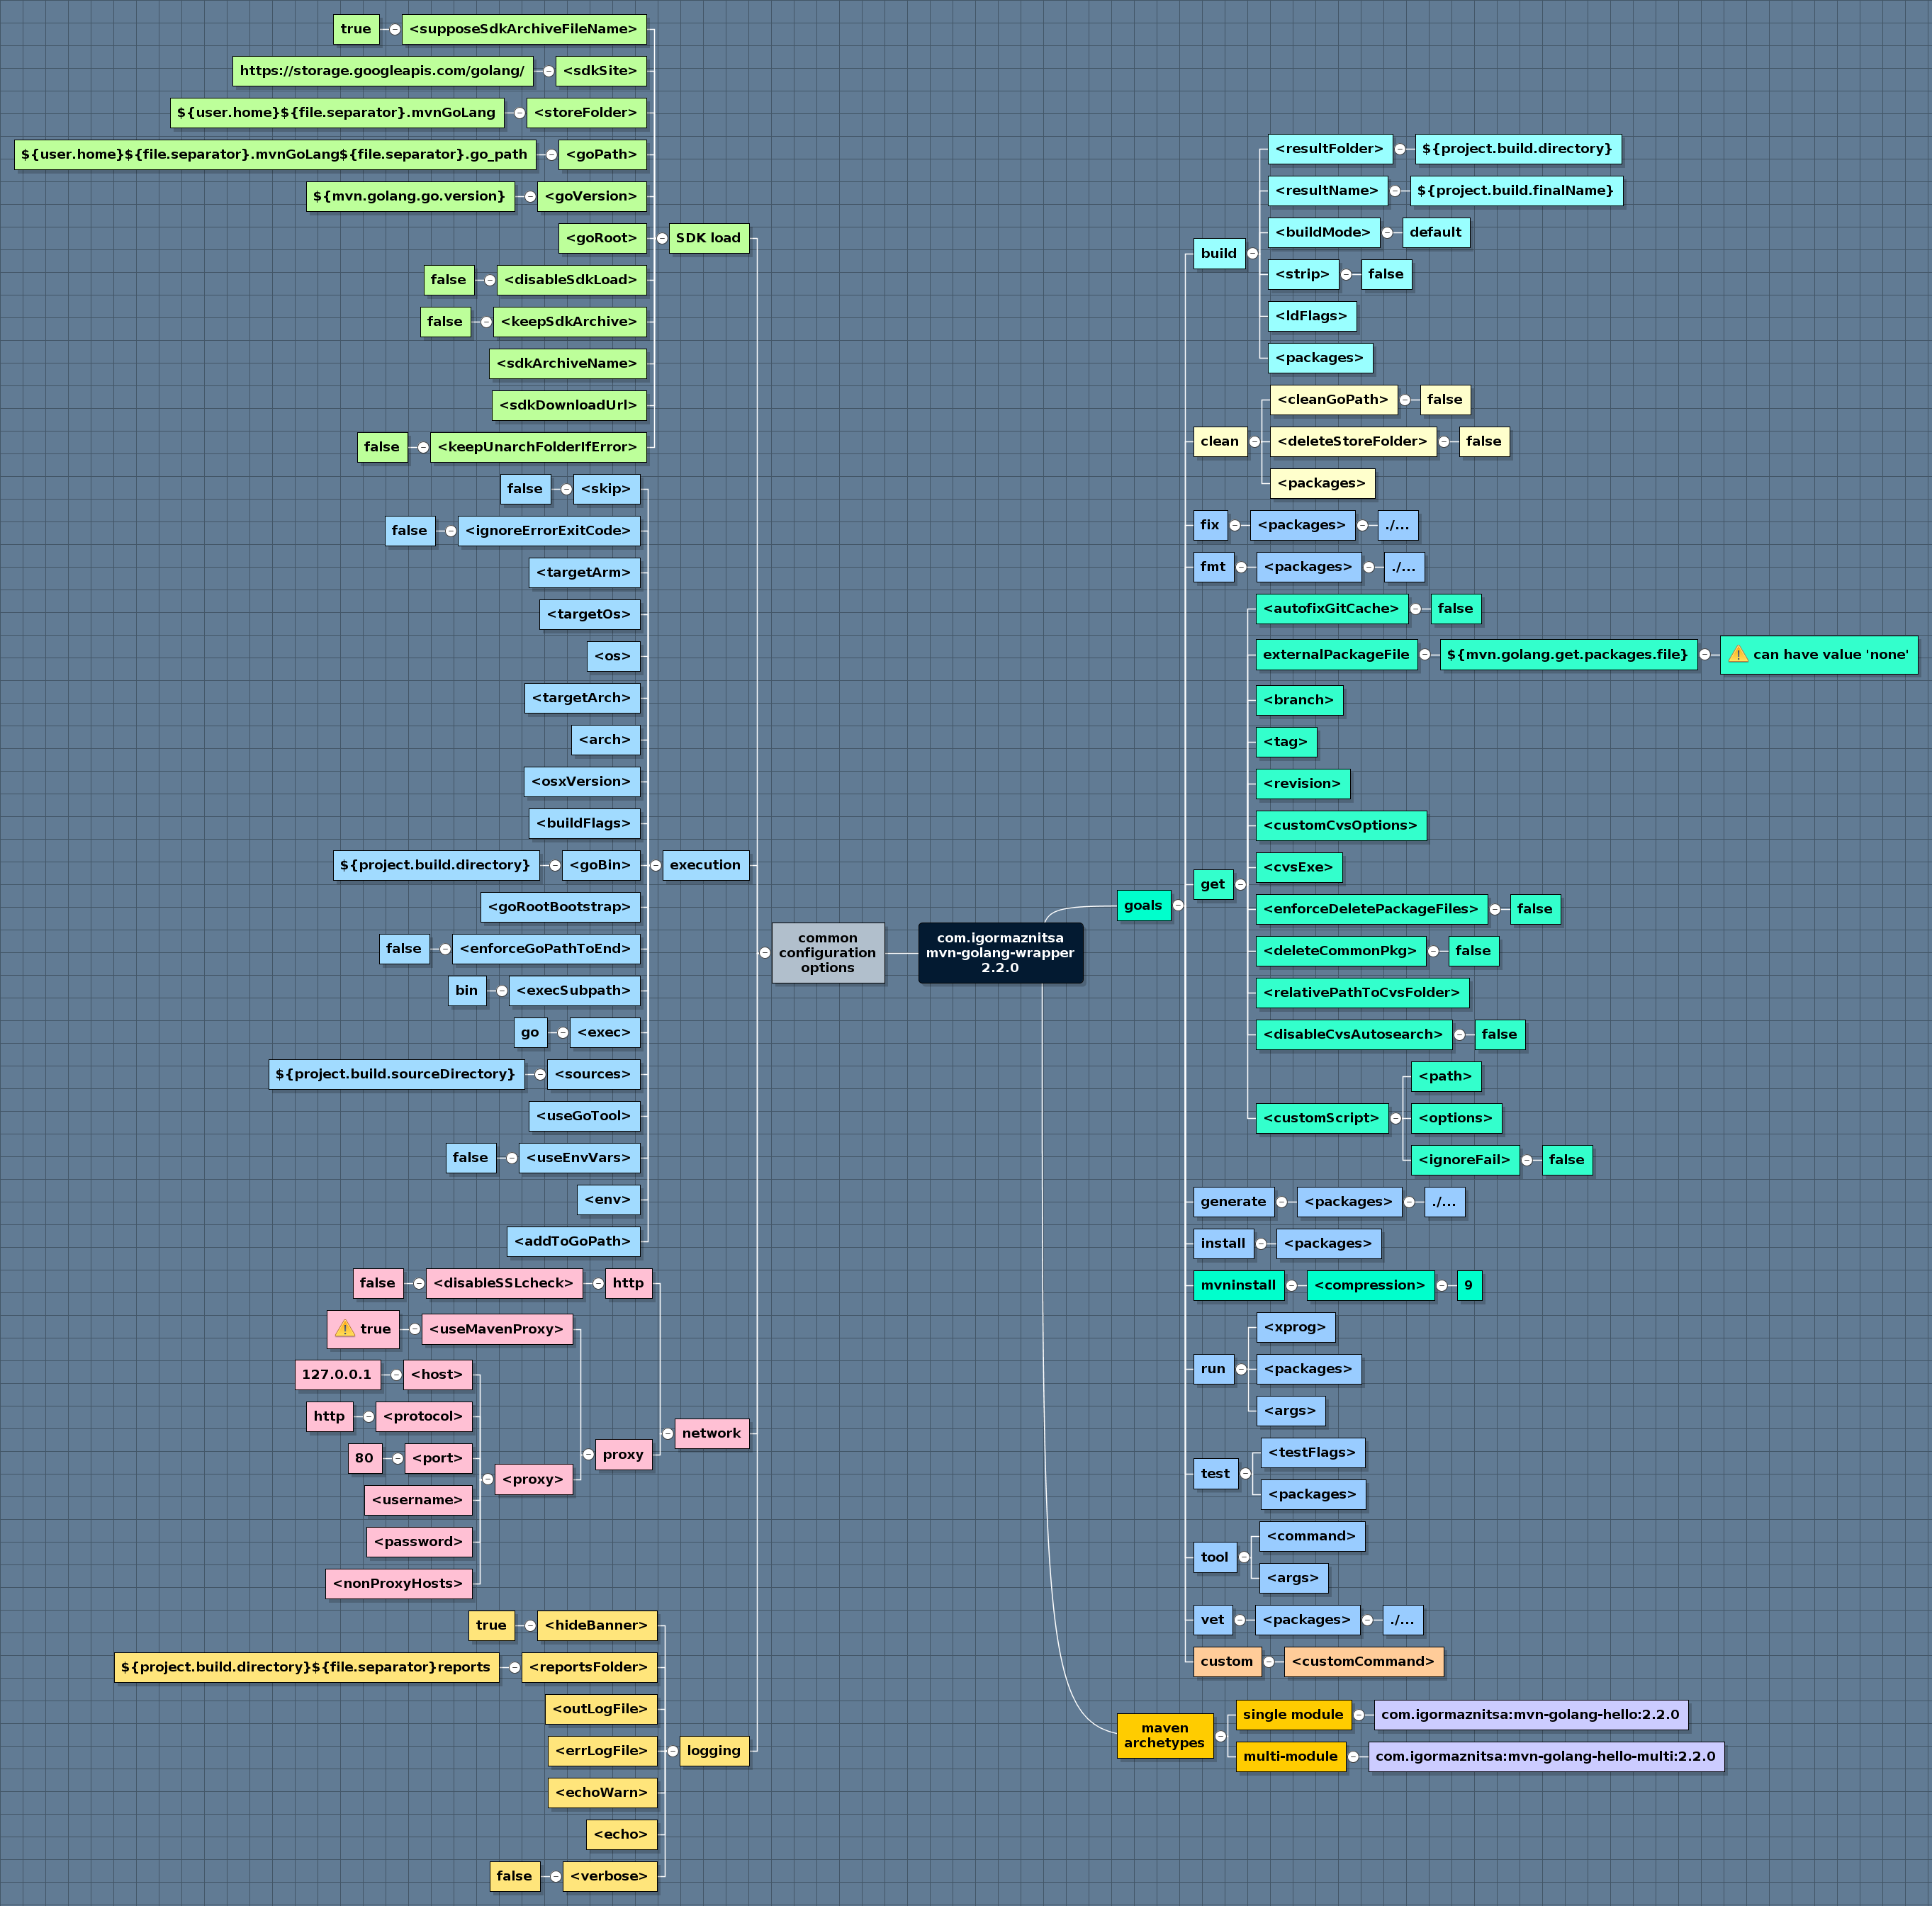 true
<supposeSdkArchiveFileName>
https://storage.googleapis.com/golang/
<sdkSite>
${user.home}${file.separator}.mvnGoLang
<storeFolder>
${user.home}${file.separator}.mvnGoLang${file.separator}.go_path
<goPath>
${mvn.golang.go.version}
<goVersion>
<goRoot>
SDK load
false
<disableSdkLoad>
false
<keepSdkArchive>
<sdkArchiveName>
<sdkDownloadUrl>
false
<keepUnarchFolderIfError>
false
<skip>
false
<ignoreErrorExitCode>
<targetArm>
<targetOs>
<os>
<targetArch>
<arch>
<osxVersion>
<buildFlags>
${project.build.directory}
<goBin>
execution
<goRootBootstrap>
false
<enforceGoPathToEnd>
bin
<execSubpath>
go
<exec>
${project.build.sourceDirectory}
<sources>
<useGoTool>
false
<useEnvVars>
<env>
<addToGoPath>
false
<disableSSLcheck>
http
true
<useMavenProxy>
127.0.0.1
<host>
http
<protocol>
network
80
<port>
proxy
<proxy>
<username>
<password>
<nonProxyHosts>
true
<hideBanner>
${project.build.directory}${file.separator}reports
<reportsFolder>
<outLogFile>
<errLogFile>
logging
<echoWarn>
<echo>
false
<verbose>
common
configuration
options
com.igormaznitsa
mvn-golang-wrapper
2.2.0
goals
build
<resultFolder>
${project.build.directory}
<resultName>
${project.build.finalName}
<buildMode>
default
<strip>
false
<ldFlags>
<packages>
clean
<cleanGoPath>
false
<deleteStoreFolder>
false
<packages>
fix
<packages>
./...
fmt
<packages>
./...
get
<autofixGitCache>
false
externalPackageFile
${mvn.golang.get.packages.file}
can have value 'none'
<branch>
<tag>
<revision>
<customCvsOptions>
<cvsExe>
<enforceDeletePackageFiles>
false
<deleteCommonPkg>
false
<relativePathToCvsFolder>
<disableCvsAutosearch>
false
<customScript>
<path>
<options>
<ignoreFail>
false
generate
<packages>
./...
install
<packages>
mvninstall
<compression>
9
run
<xprog>
<packages>
<args>
test
<testFlags>
<packages>
tool
<command>
<args>
vet
<packages>
./...
custom
<customCommand>
maven
archetypes
single module
com.igormaznitsa:mvn-golang-hello:2.2.0
multi-module
com.igormaznitsa:mvn-golang-hello-multi:2.2.0